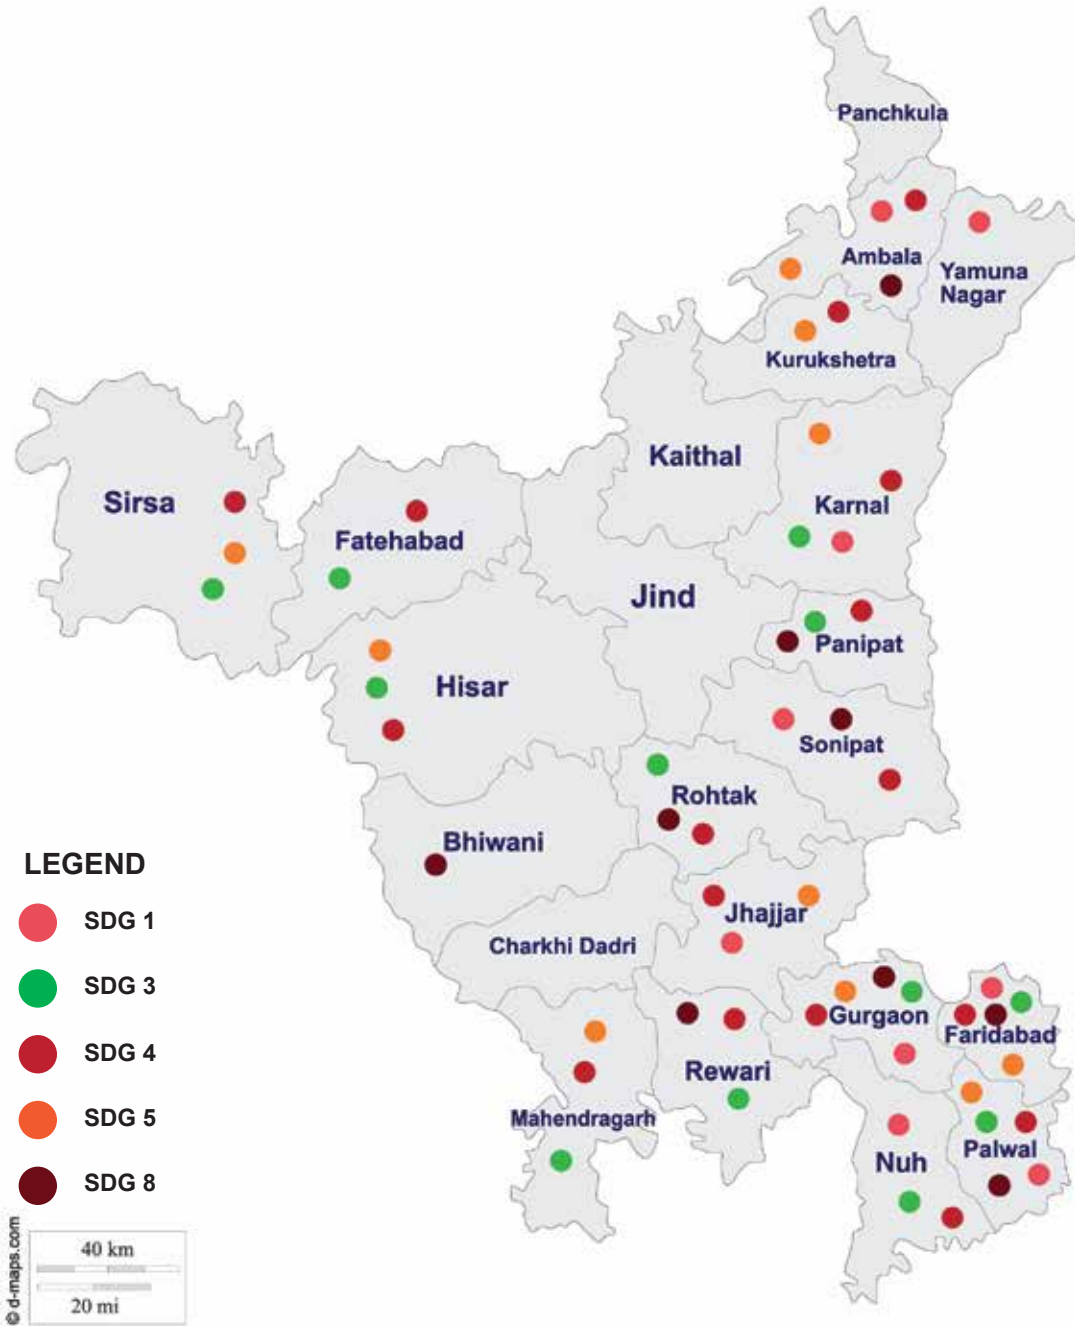 Panchkula
Ambala
Yamuna
Nagar
Kurukshetra
Kaithal
Karnal
Sirsa
Fatehabad
Jind
Panipat
Hisar
Sonipat
Rohtak
Bhiwani
Jhajjar
Charkhi Dadri
Gurgaon
Faridabad
Rewari
Mahendragarh
Palwal
Nuh
LEGEND
SDG 1
SDG 3
SDG 4
SDG 5
SDG 8
40 km
20 mi
© d-maps.com